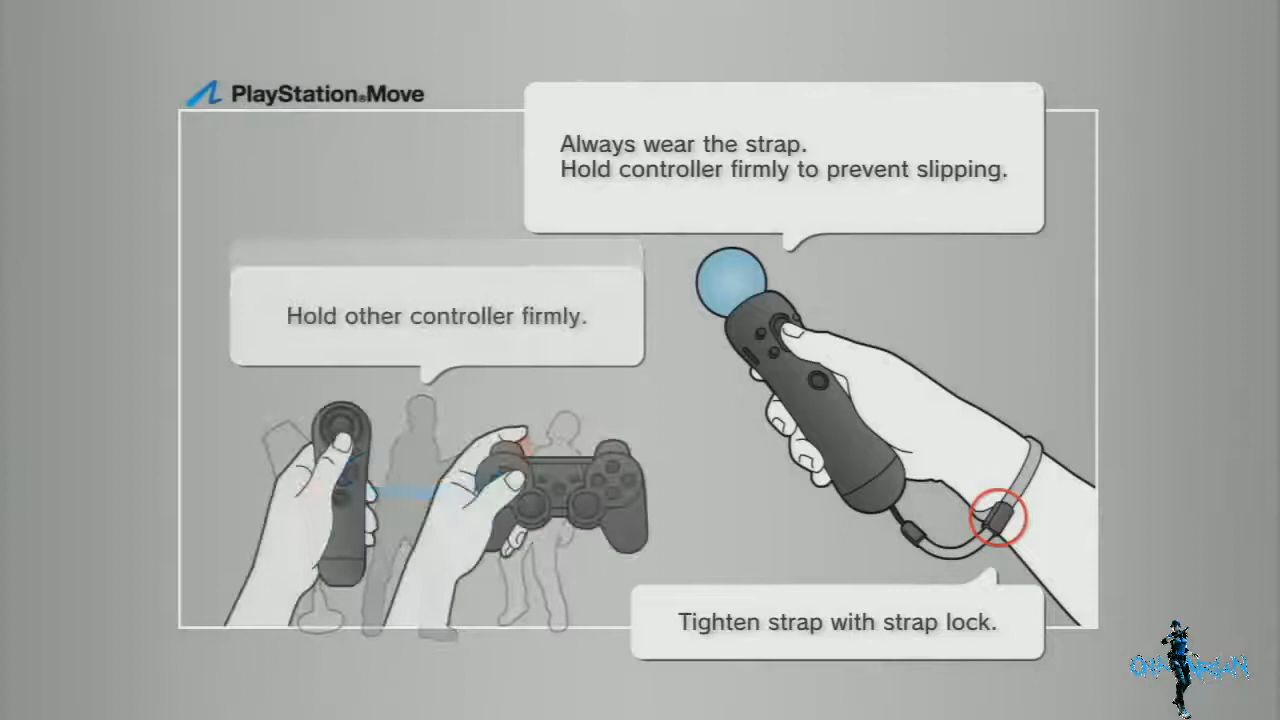 PlayStation®Move
Always wear the strap.
Hold controller firmly to prevent slipping.
Hold other controller firmly.
Tighten strap with strap lock.